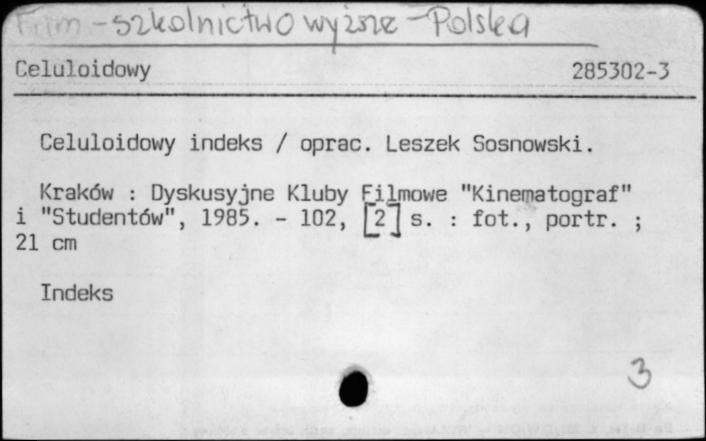 Film - szkolnictwo wyższe - Polska
Celuloidowy 285302-3
Celuloidowy indeks / oprac. Leszek Sosnowski.
Kraków : Dyskusyjne Kluby Filmowe "Kinematograf"
i "Studentów", 1985. - 102, [2] s. : fot., portr. ;
21 cm
Indeks
3